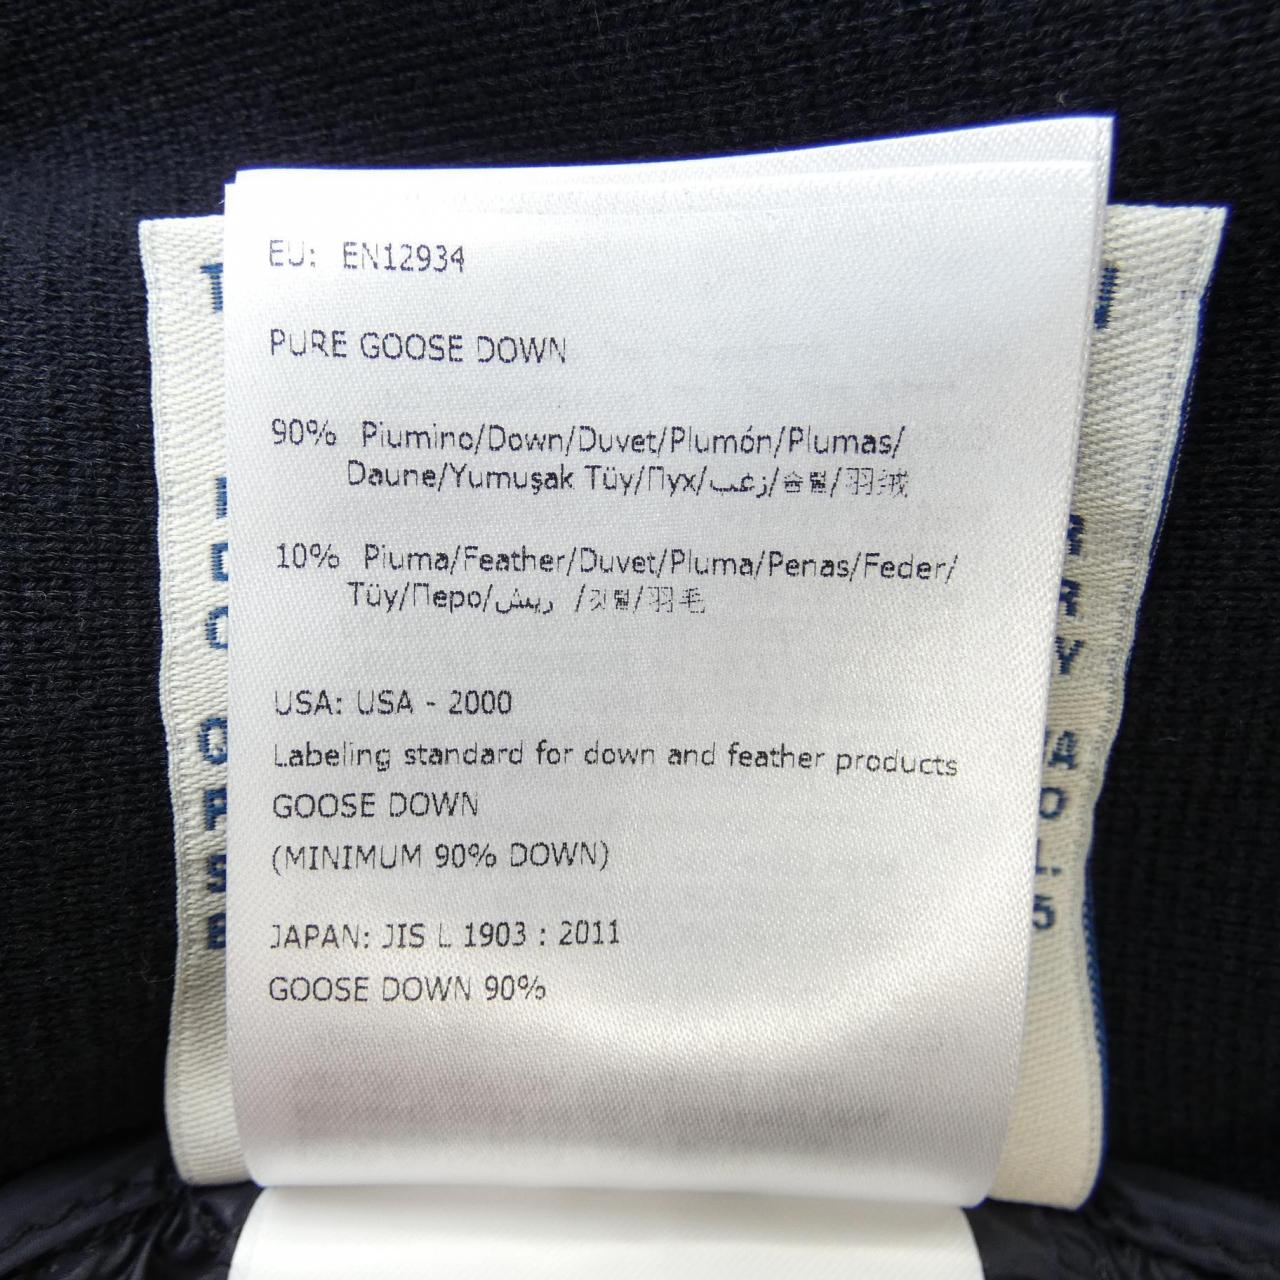 EU: EN12934
PURE GOOSE DOWN
90% Piumino/Down/Duvet/Plumón/Plumas/
Daune/Yumuşak Tüy/Пух/زغب/솜털/羽绒
10% Piuma/Feather/Duvet/Pluma/Penas/Feder/
Tüy/Перо/ريش /깃털/羽毛
USA: USA - 2000
Labeling standard for down and feather products
GOOSE DOWN
(MINIMUM 90% DOWN)
JAPAN: JIS L 1903 : 2011
GOOSE DOWN 90%